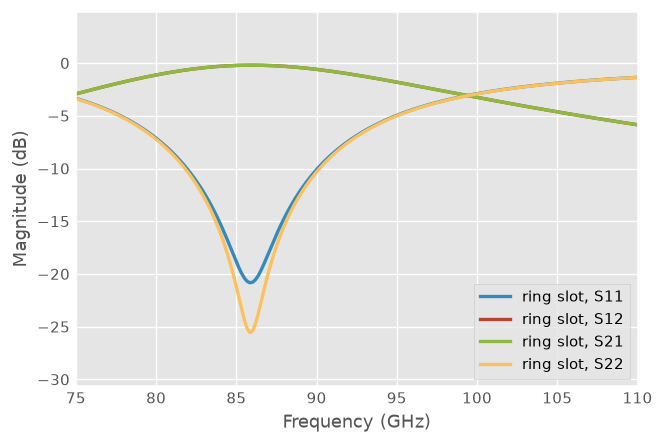 0
−5
−10
−15
−20
−25
−30
Magnitude (dB)
75 80 85 90 95 100 105 110
Frequency (GHz)
ring slot, S11
ring slot, S12
ring slot, S21
ring slot, S22